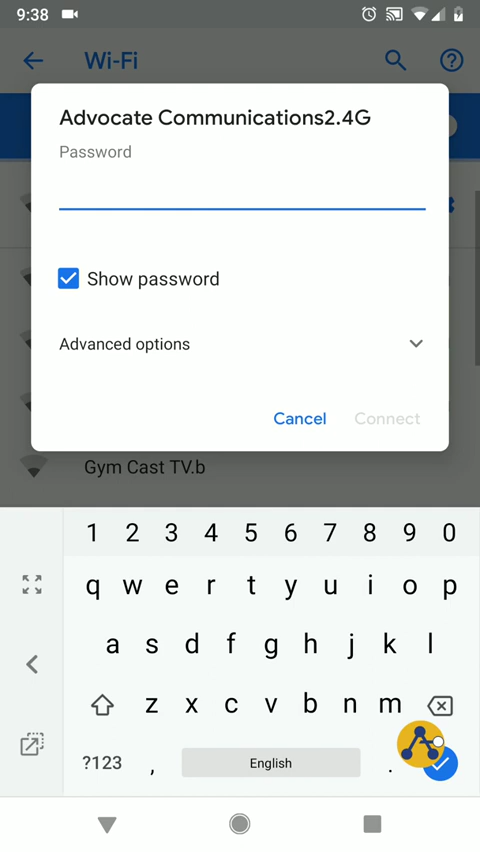 9:38
Wi-Fi
Advocate Communications2.4G
Password
Show password
Advanced options
Cancel Connect
Gym Cast TV.b
1 2 3 4 5 6 7 8 9 0
q w e r t y u i o p
a s d f g h j k l
z x c v b n m
?123 , English .